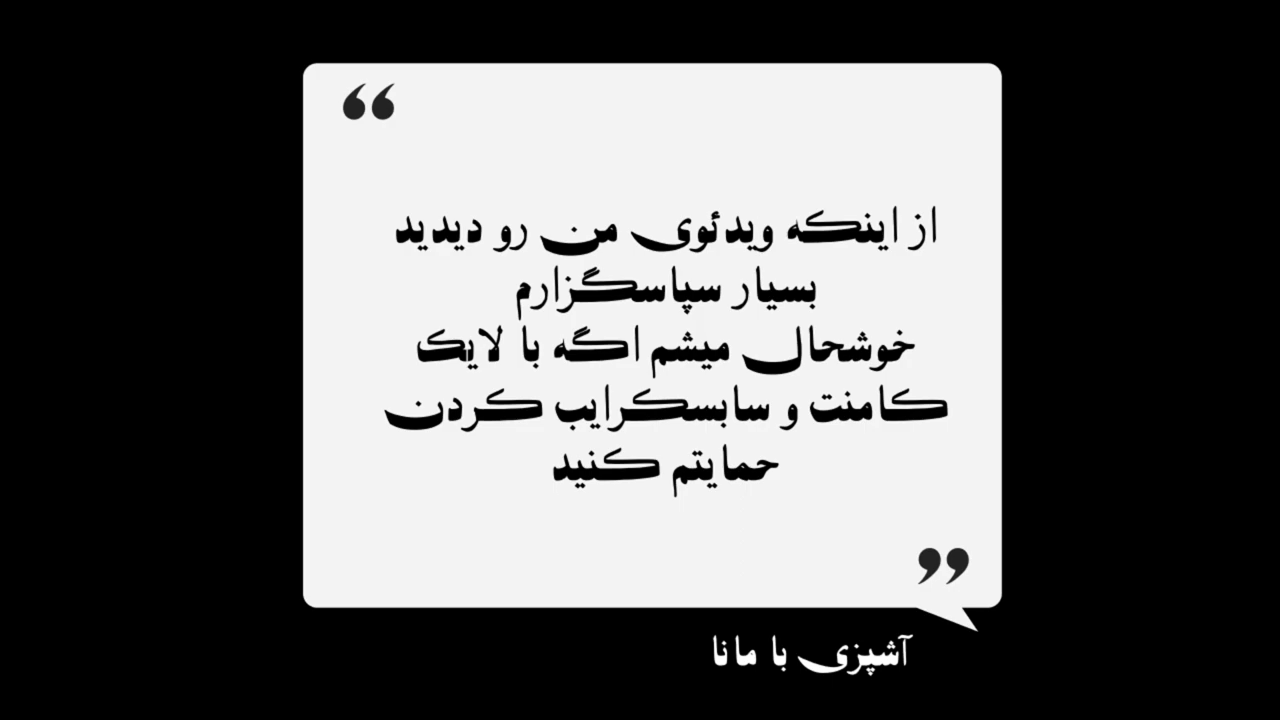 از اینکه ویدئوی من رو دیدید
بسیار سپاسگزارم
خوشحال میشم اگه با لایک
کامنت و سابسکرایب کردن
حمایتم کنید
آشپزی با مانا